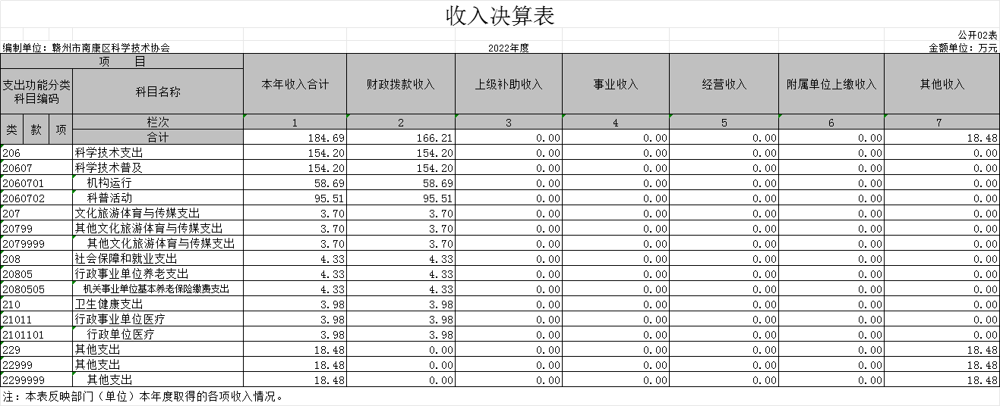 收入决算表
公开02表
编制单位：赣州市南康区科学技术协会 2022年度 金额单位：万元
项 目 本年收入合计 财政拨款收入 上级补助收入 事业收入 经营收入 附属单位上缴收入 其他收入
支出功能分类科目编码 科目名称
类 款 项 栏次 1 2 3 4 5 6 7
合计 184.69 166.21 0.00 0.00 0.00 0.00 18.48
206 科学技术支出 154.20 154.20 0.00 0.00 0.00 0.00 0.00
20607 科学技术普及 154.20 154.20 0.00 0.00 0.00 0.00 0.00
2060701 机构运行 58.69 58.69 0.00 0.00 0.00 0.00 0.00
2060702 科普活动 95.51 95.51 0.00 0.00 0.00 0.00 0.00
207 文化旅游体育与传媒支出 3.70 3.70 0.00 0.00 0.00 0.00 0.00
20799 其他文化旅游体育与传媒支出 3.70 3.70 0.00 0.00 0.00 0.00 0.00
2079999 其他文化旅游体育与传媒支出 3.70 3.70 0.00 0.00 0.00 0.00 0.00
208 社会保障和就业支出 4.33 4.33 0.00 0.00 0.00 0.00 0.00
20805 行政事业单位养老支出 4.33 4.33 0.00 0.00 0.00 0.00 0.00
2080505 机关事业单位基本养老保险缴费支出 4.33 4.33 0.00 0.00 0.00 0.00 0.00
210 卫生健康支出 3.98 3.98 0.00 0.00 0.00 0.00 0.00
21011 行政事业单位医疗 3.98 3.98 0.00 0.00 0.00 0.00 0.00
2101101 行政单位医疗 3.98 3.98 0.00 0.00 0.00 0.00 0.00
229 其他支出 18.48 0.00 0.00 0.00 0.00 0.00 18.48
22999 其他支出 18.48 0.00 0.00 0.00 0.00 0.00 18.48
2299999 其他支出 18.48 0.00 0.00 0.00 0.00 0.00 18.48
注：本表反映部门（单位）本年度取得的各项收入情况。